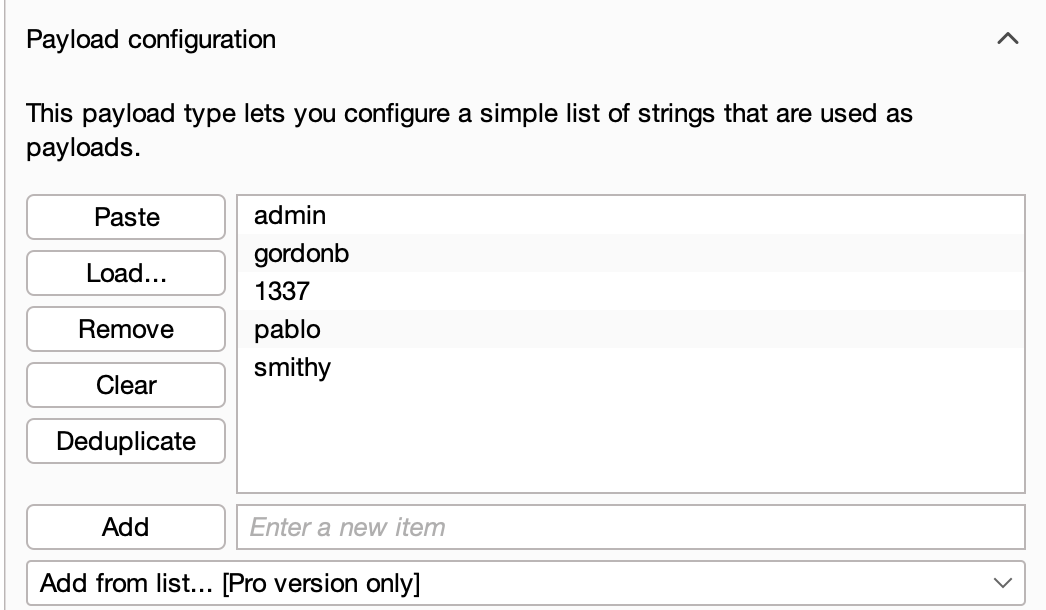 Payload configuration
This payload type lets you configure a simple list of strings that are used as
payloads.
Paste
Load...
Remove
Clear
Deduplicate
admin
gordonb
1337
pablo
smithy
Add
Enter a new item
Add from list... [Pro version only]